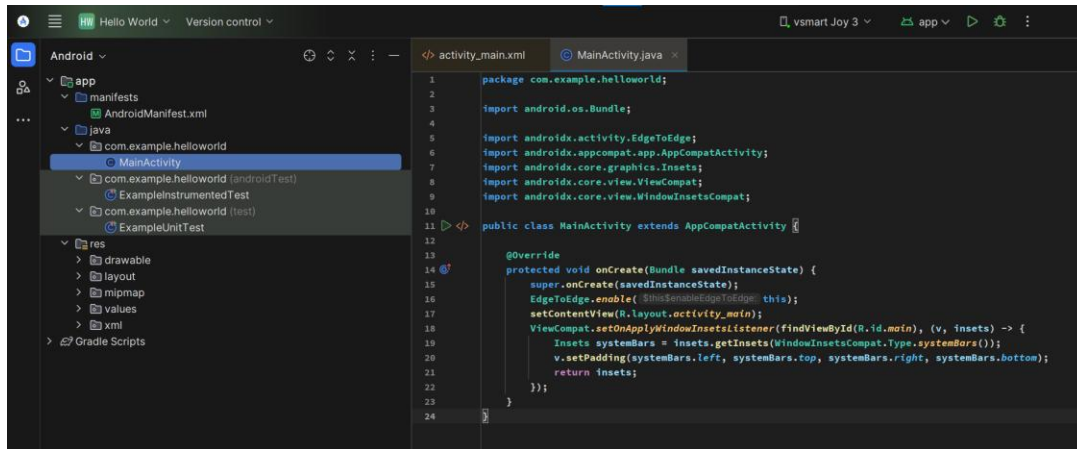 HW Hello World Version control vsmart Joy 3 app
Android
app
manifests
AndroidManifest.xml
java
com.example.helloworld
MainActivity
com.example.helloworld (androidTest)
ExampleInstrumentedTest
com.example.helloworld (test)
ExampleUnitTest
res
drawable
layout
mipmap
values
xml
Gradle Scripts
activity_main.xml MainActivity.java
1 package com.example.helloworld;
2
3 import android.os.Bundle;
4
5 import androidx.activity.EdgeToEdge;
6 import androidx.appcompat.app.AppCompatActivity;
7 import androidx.core.graphics.Insets;
8 import androidx.core.view.ViewCompat;
9 import androidx.core.view.WindowInsetsCompat;
10
11 public class MainActivity extends AppCompatActivity {
12
13 @Override
14 protected void onCreate(Bundle savedInstanceState) {
15 super.onCreate(savedInstanceState);
16 EdgeToEdge.enable( $this$enableEdgeToEdge: this);
17 setContentView(R.layout.activity_main);
18 ViewCompat.setOnApplyWindowInsetsListener(findViewById(R.id.main), (v, insets) -> {
19 Insets systemBars = insets.getInsets(WindowInsetsCompat.Type.systemBars());
20 v.setPadding(systemBars.left, systemBars.top, systemBars.right, systemBars.bottom);
21 return insets;
22 });
23 }
24 }